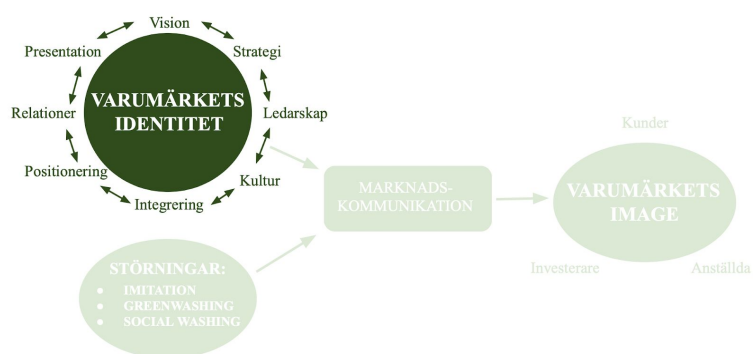 Vision
Presentation
Strategi
VARUMÄRKETS
IDENTITET
Relationer
Ledarskap
Positionering
Kultur
Integrering
STÖRNINGAR:
● IMITATION
● GREENWASHING
● SOCIAL WASHING
MARKNADS-
KOMMUNIKATION
Kunder
VARUMÄRKETS
IMAGE
Investerare
Anställda